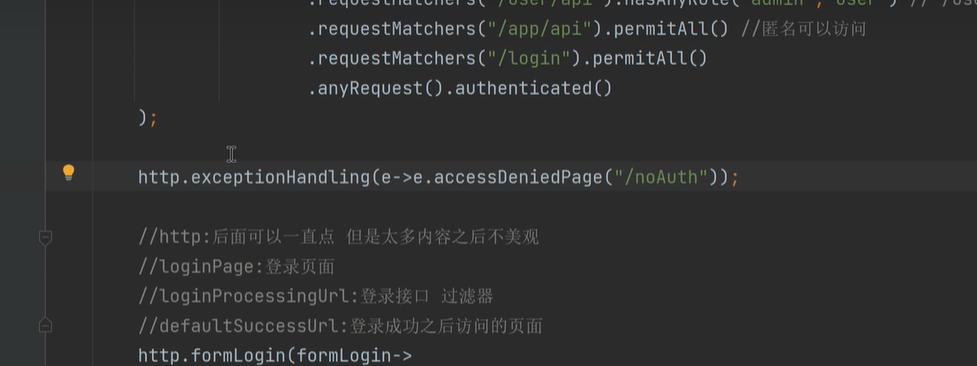 .requestMatchers("/user/api").hasAnyRole("admin","user")
.requestMatchers("/app/api").permitAll() //匿名可以访问
.requestMatchers("/login").permitAll()
.anyRequest().authenticated()
);
http.exceptionHandling(e->e.accessDeniedPage("/noAuth"));
//http:后面可以一直点 但是太多内容之后不美观
//loginPage:登录页面
//loginProcessingUrl:登录接口 过滤器
//defaultSuccessUrl:登录成功之后访问的页面
http.formLogin(formLogin->